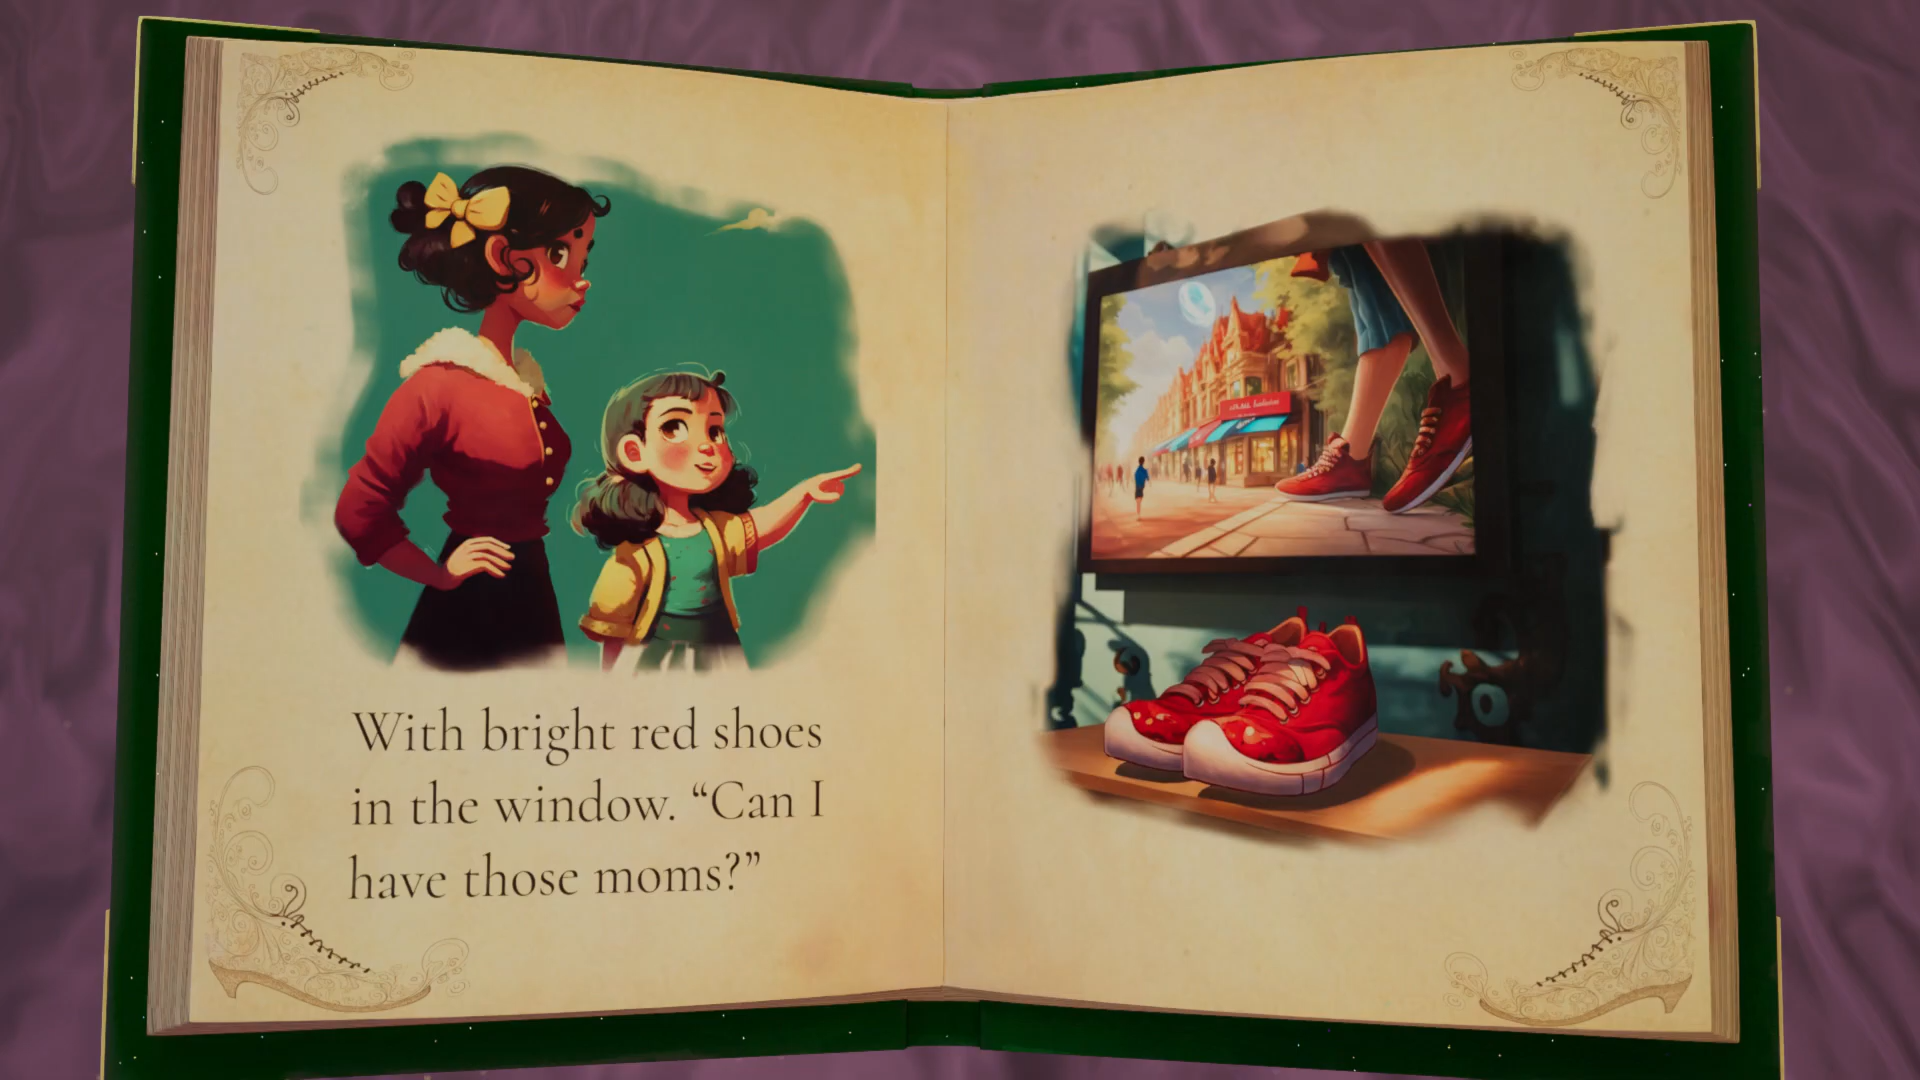 With bright red shoes
in the window. “Can I
have those moms?”